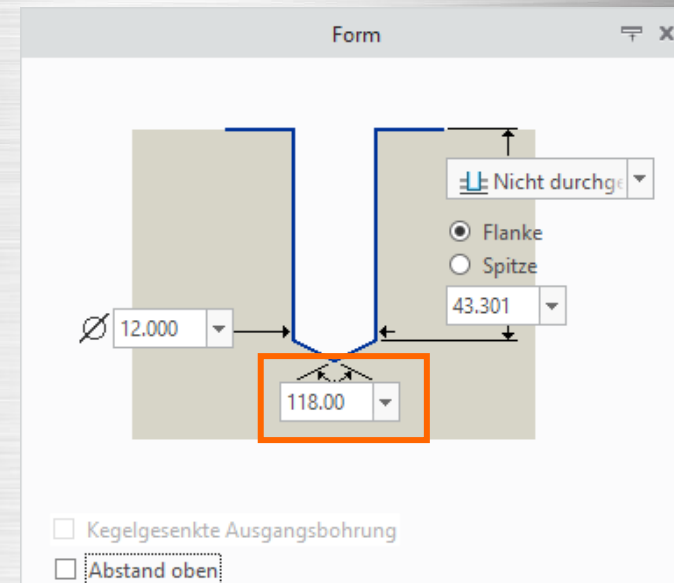 Form
Nicht durchge
Flanke
Spitze
43.301
12.000
118.00
Kegelgesenkte Ausgangsbohrung
Abstand oben